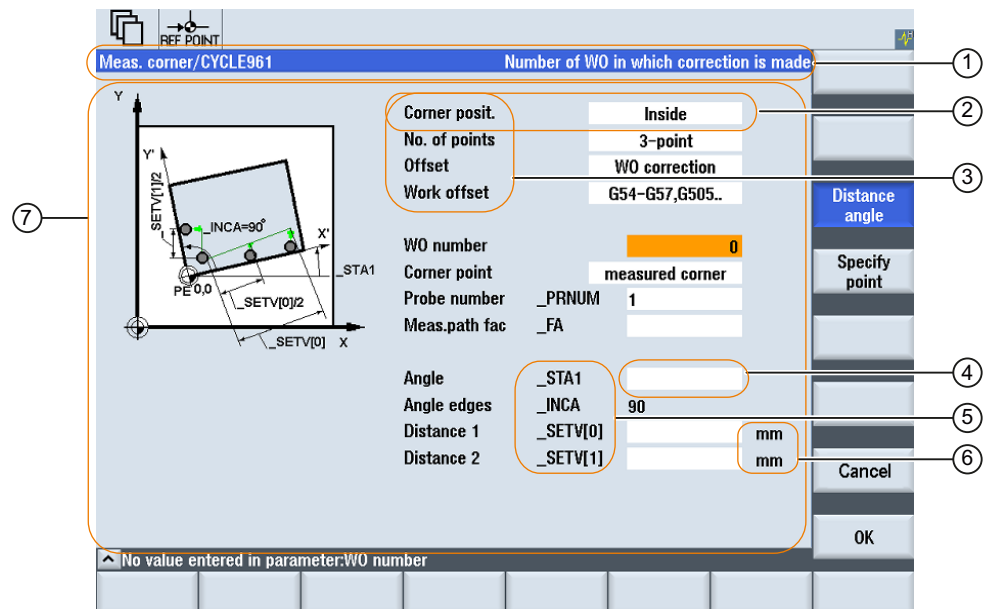 REF POINT
Meas. corner/CYCLE961 Number of WO in which correction is made
1
Corner posit. Inside
2
No. of points 3-point
Offset WO correction
3
Work offset G54-G57,G505..
Distance
angle
WO number 0
Corner point measured corner
Specify
point
Probe number _PRNUM 1
Meas.path fac _FA
Angle _STA1
4
Angle edges _INCA 90
5
Distance 1 _SETV[0] mm
Distance 2 _SETV[1] mm
6
Cancel
OK
7
Y
Y'
_SETV[1]/2
_INCA=90°
X'
_STA1
PE 0,0
_SETV[0]/2
_SETV[0]
X
No value entered in parameter:WO number